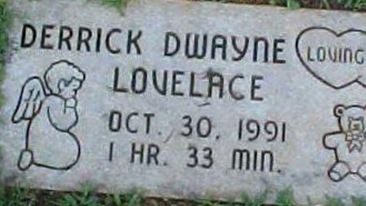 DERRICK DWAYNE
LOVELACE
OCT. 30, 1991
1 HR. 33 MIN.
LOVING